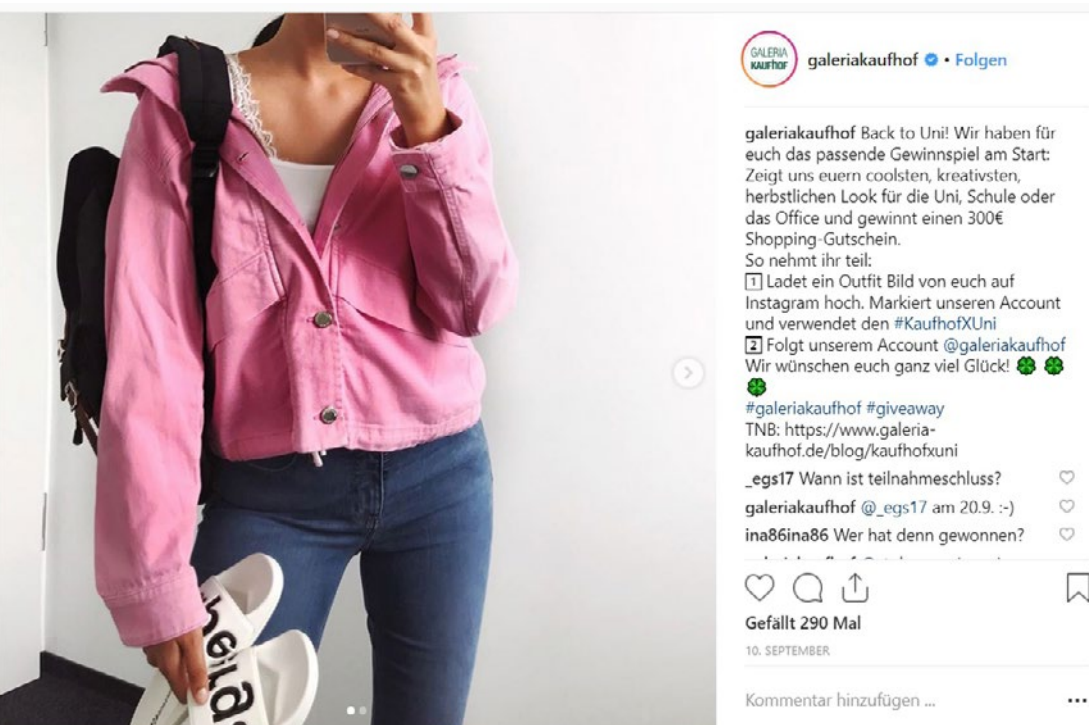 GALERIA
KAUFHOF
galeriakaufhof • Folgen
galeriakaufhof Back to Uni! Wir haben für
euch das passende Gewinnspiel am Start:
Zeigt uns euern coolsten, kreativsten,
herbstlichen Look für die Uni, Schule oder
das Office und gewinnt einen 300€
Shopping-Gutschein.
So nehmt ihr teil:
1 Ladet ein Outfit Bild von euch auf
Instagram hoch. Markiert unseren Account
und verwendet den #KaufhofXUni
2 Folgt unserem Account @galeriakaufhof
Wir wünschen euch ganz viel Glück! 🍀 🍀
🍀
#galeriakaufhof #giveaway
TNB: https://www.galeria-
kaufhof.de/blog/kaufhofxuni
_egs17 Wann ist teilnahmeschluss?
galeriakaufhof @_egs17 am 20.9. :-)
ina86ina86 Wer hat denn gewonnen?
Gefällt 290 Mal
10. SEPTEMBER
Kommentar hinzufügen ...